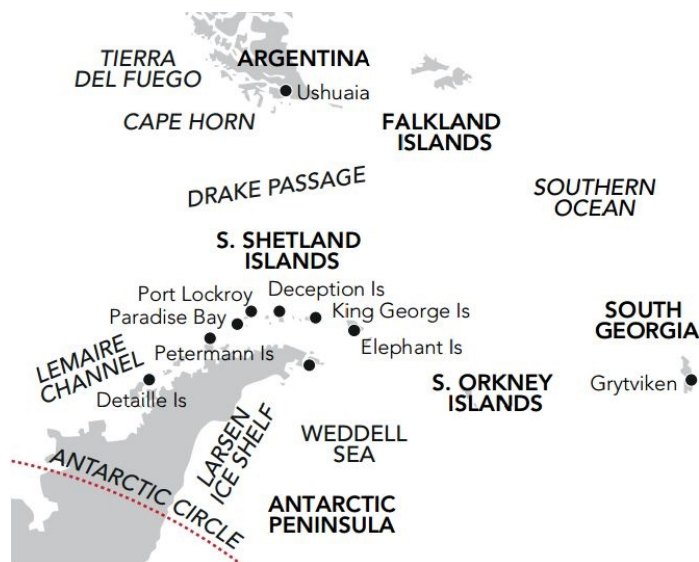 TIERRA
DEL FUEGO
ARGENTINA
Ushuaia
CAPE HORN
FALKLAND
ISLANDS
DRAKE PASSAGE
SOUTHERN
OCEAN
S. SHETLAND
ISLANDS
Port Lockroy
Deception Is
Paradise Bay
King George Is
SOUTH
GEORGIA
Petermann Is
Elephant Is
LEMAIRE
CHANNEL
Detaille Is
S. ORKNEY
ISLANDS
Grytviken
LARSEN
ICE SHELF
WEDDELL
SEA
ANTARCTIC CIRCLE
ANTARCTIC
PENINSULA